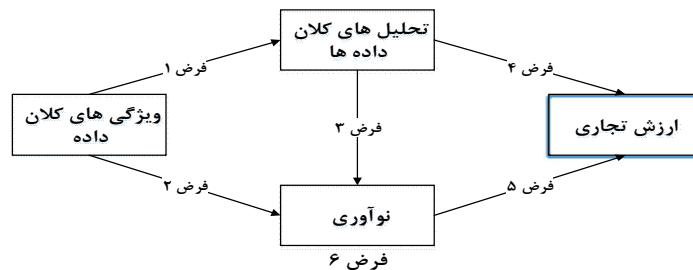 تحلیل های کلان
داده ها
فرض ۱
فرض ۴
ویژگی های کلان
داده
فرض ۳
ارزش تجاری
فرض ۲
فرض ۵
نوآوری
فرض ۶